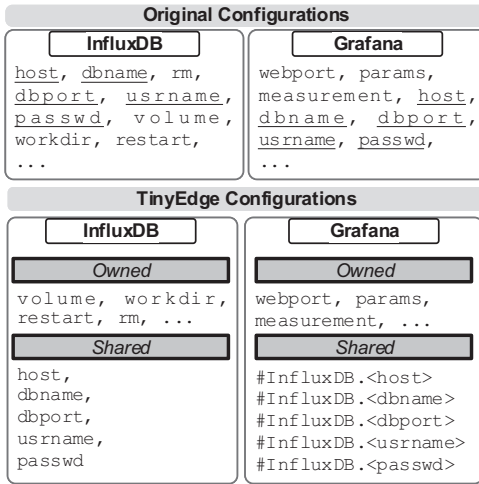 Original Configurations
InfluxDB
host, dbname, rm,
dbport, usrname,
passwd, volume,
workdir, restart,
...
Grafana
webport, params,
measurement, host,
dbname, dbport,
usrname, passwd,
...
TinyEdge Configurations
InfluxDB
Owned
volume, workdir,
restart, rm, ...
Shared
host,
dbname,
dbport,
usrname,
passwd
Grafana
Owned
webport, params,
measurement, ...
Shared
#InfluxDB.<host>
#InfluxDB.<dbname>
#InfluxDB.<dbport>
#InfluxDB.<usrname>
#InfluxDB.<passwd>